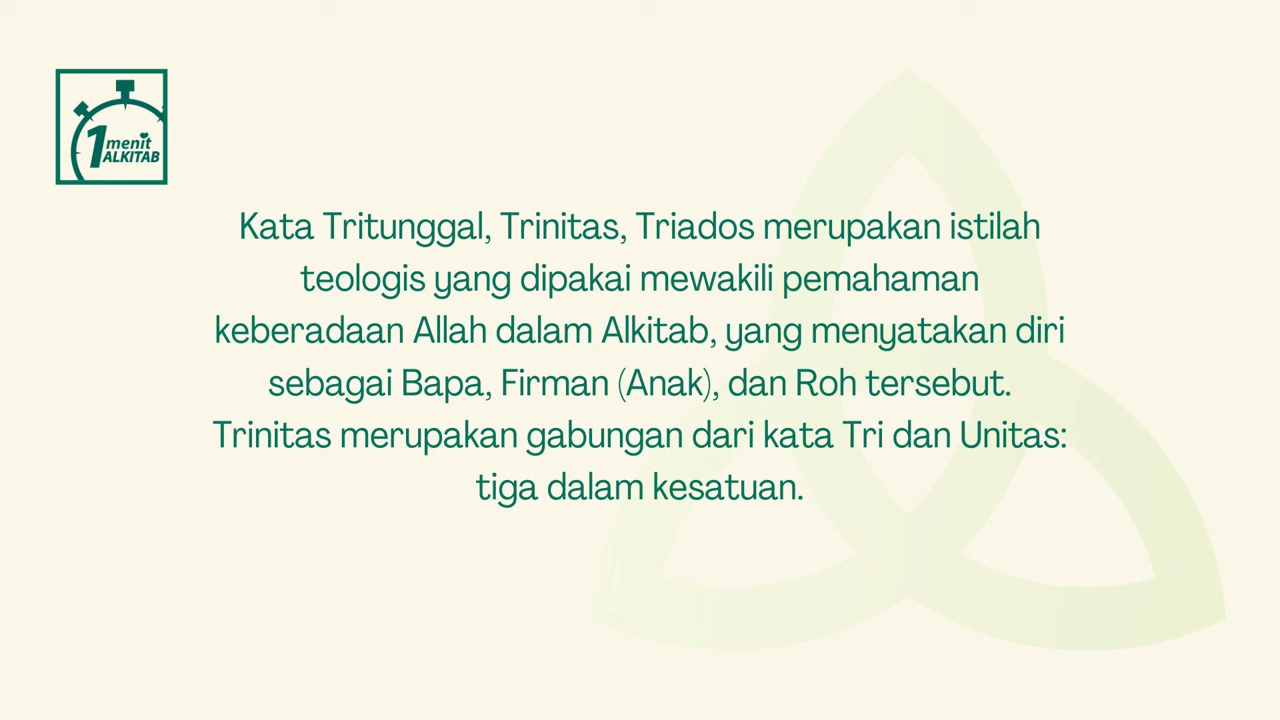 1 menit
ALKITAB
Kata Tritunggal, Trinitas, Triados merupakan istilah
teologis yang dipakai mewakili pemahaman
keberadaan Allah dalam Alkitab, yang menyatakan diri
sebagai Bapa, Firman (Anak), dan Roh tersebut.
Trinitas merupakan gabungan dari kata Tri dan Unitas:
tiga dalam kesatuan.